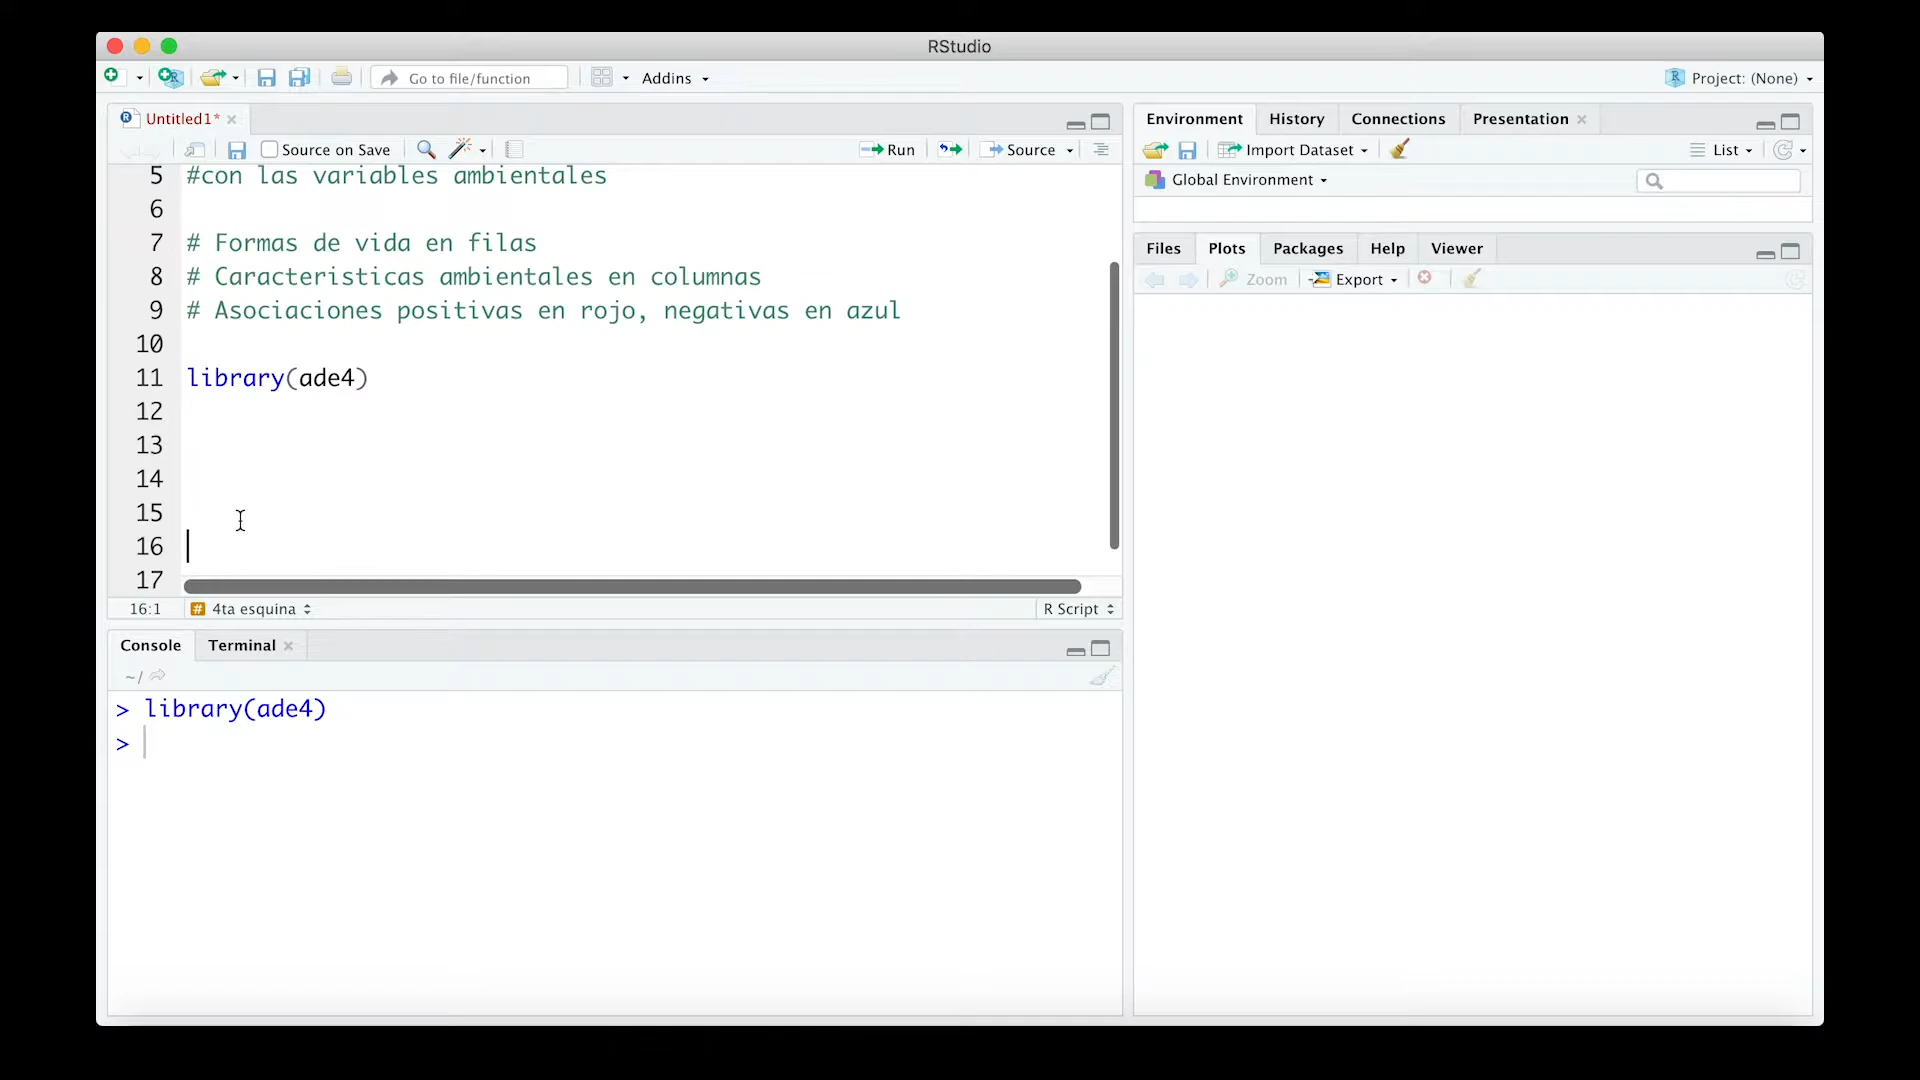 RStudio
Go to file/function
Addins
Project: (None)
Untitled1*
Source on Save
Run
Source
5 #con las variables ambientales
6
7 # Formas de vida en filas
8 # Caracteristicas ambientales en columnas
9 # Asociaciones positivas en rojo, negativas en azul
10
11 library(ade4)
12
13
14
15
16
17
16:1 # 4ta esquina R Script
Console Terminal
~/
> library(ade4)
>
Environment History Connections Presentation
Import Dataset List
Global Environment
Files Plots Packages Help Viewer
Zoom Export